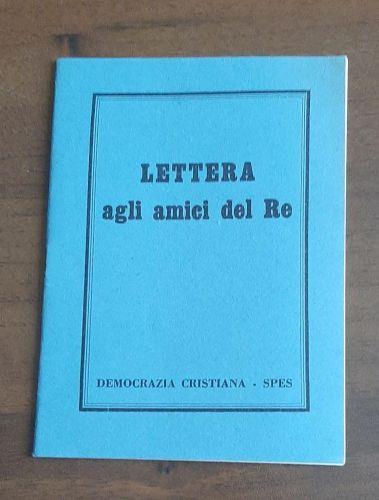 LETTERA
agli amici del Re
DEMOCRAZIA CRISTIANA - SPES